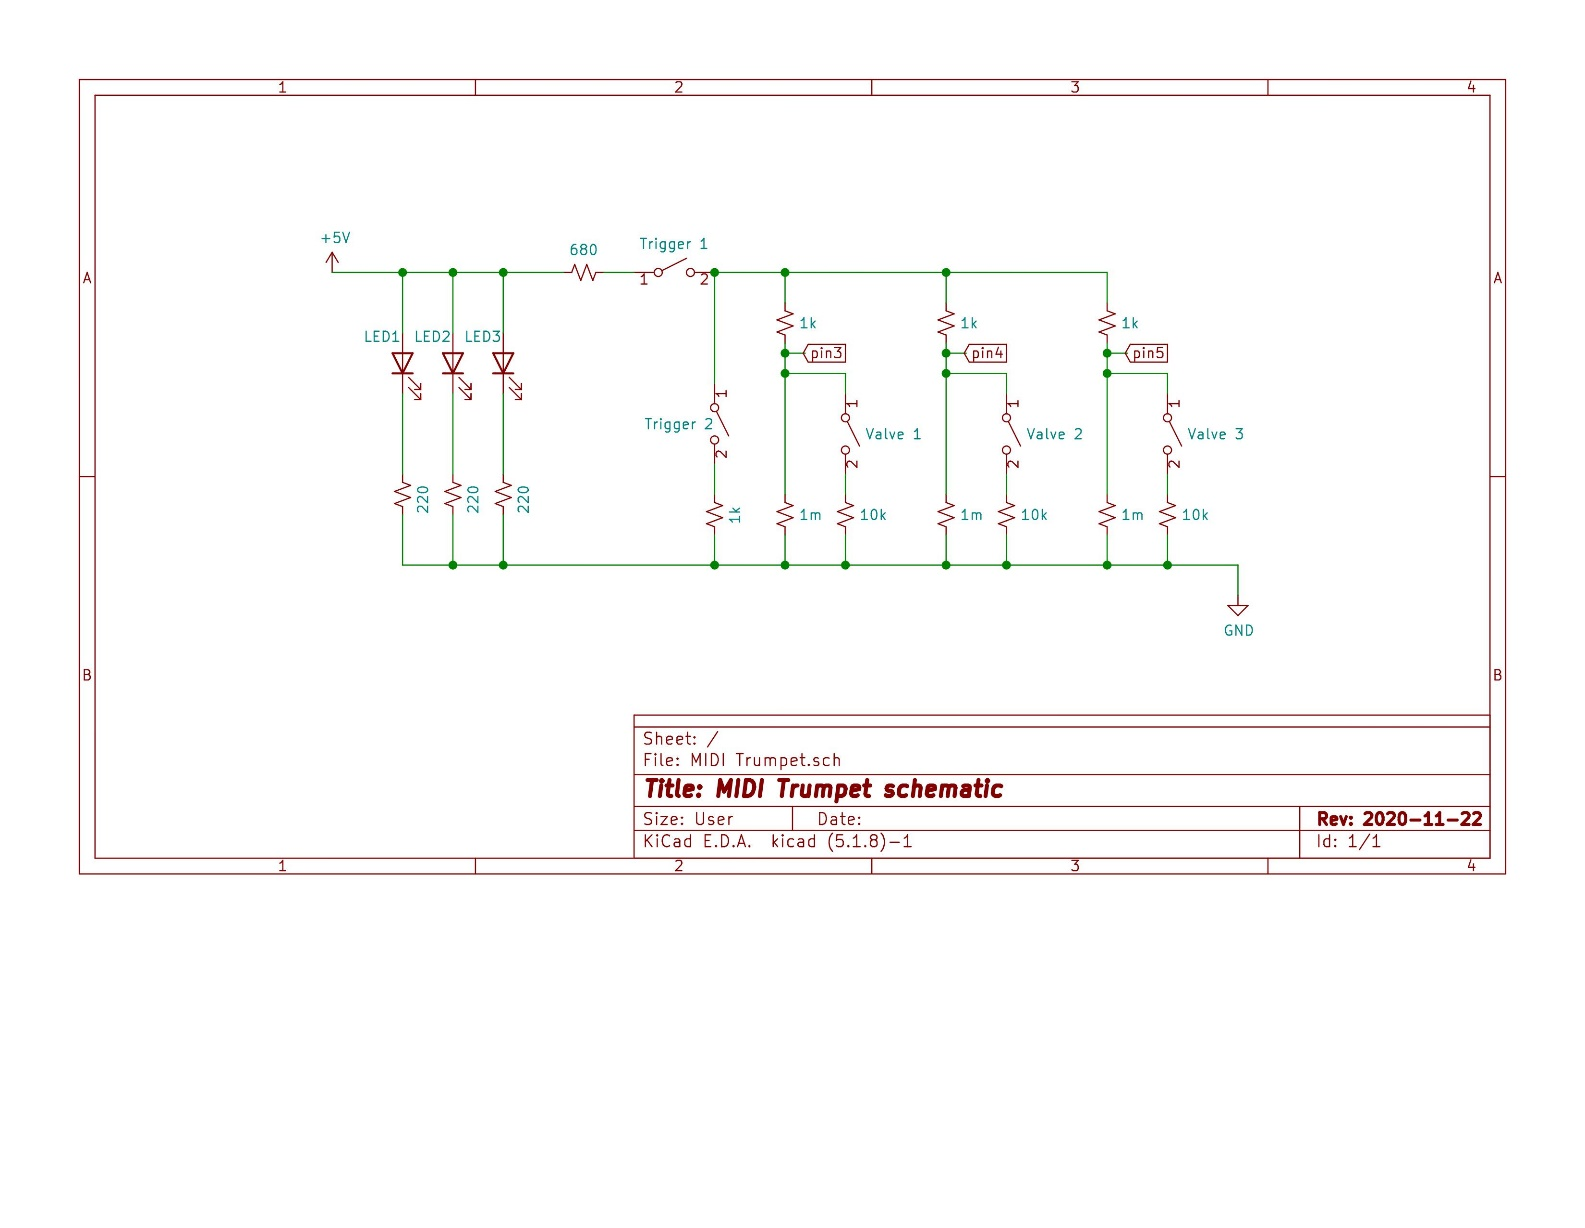 1 2 3 4
+5V
680
Trigger 1
1 2
A A
LED1 LED2 LED3
1k 1k 1k
pin3 pin4 pin5
1 1 1 1
Trigger 2 Valve 1 Valve 2 Valve 3
2 2 2 2
220 220 220 1k 1m 10k 1m 10k 1m 10k
GND
B B
Sheet: /
File: MIDI Trumpet.sch
Title: MIDI Trumpet schematic
Size: User Date: Rev: 2020-11-22
KiCad E.D.A. kicad (5.1.8)-1 Id: 1/1
1 2 3 4